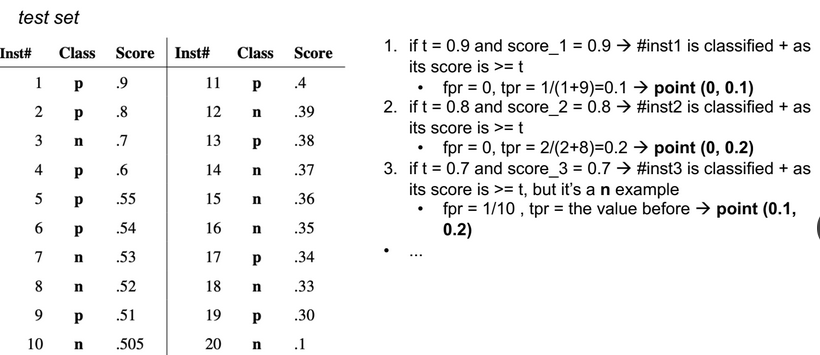 test set
Inst# Class Score Inst# Class Score
1 p .9 11 p .4
2 p .8 12 n .39
3 n .7 13 p .38
4 p .6 14 n .37
5 p .55 15 n .36
6 p .54 16 n .35
7 n .53 17 p .34
8 n .52 18 n .33
9 p .51 19 p .30
10 n .505 20 n .1
1. if t = 0.9 and score_1 = 0.9 → #inst1 is classified + as
its score is >= t
• fpr = 0, tpr = 1/(1+9)=0.1 → point (0, 0.1)
2. if t = 0.8 and score_2 = 0.8 → #inst2 is classified + as
its score is >= t
• fpr = 0, tpr = 2/(2+8)=0.2 → point (0, 0.2)
3. if t = 0.7 and score_3 = 0.7 → #inst3 is classified + as
its score is >= t, but it’s a n example
• fpr = 1/10 , tpr = the value before → point (0.1,
0.2)
• ...